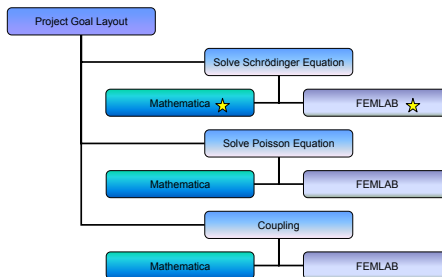 Project Goal Layout
Solve Schrödinger Equation
Mathematica
FEMLAB
Solve Poisson Equation
Mathematica
FEMLAB
Coupling
Mathematica
FEMLAB